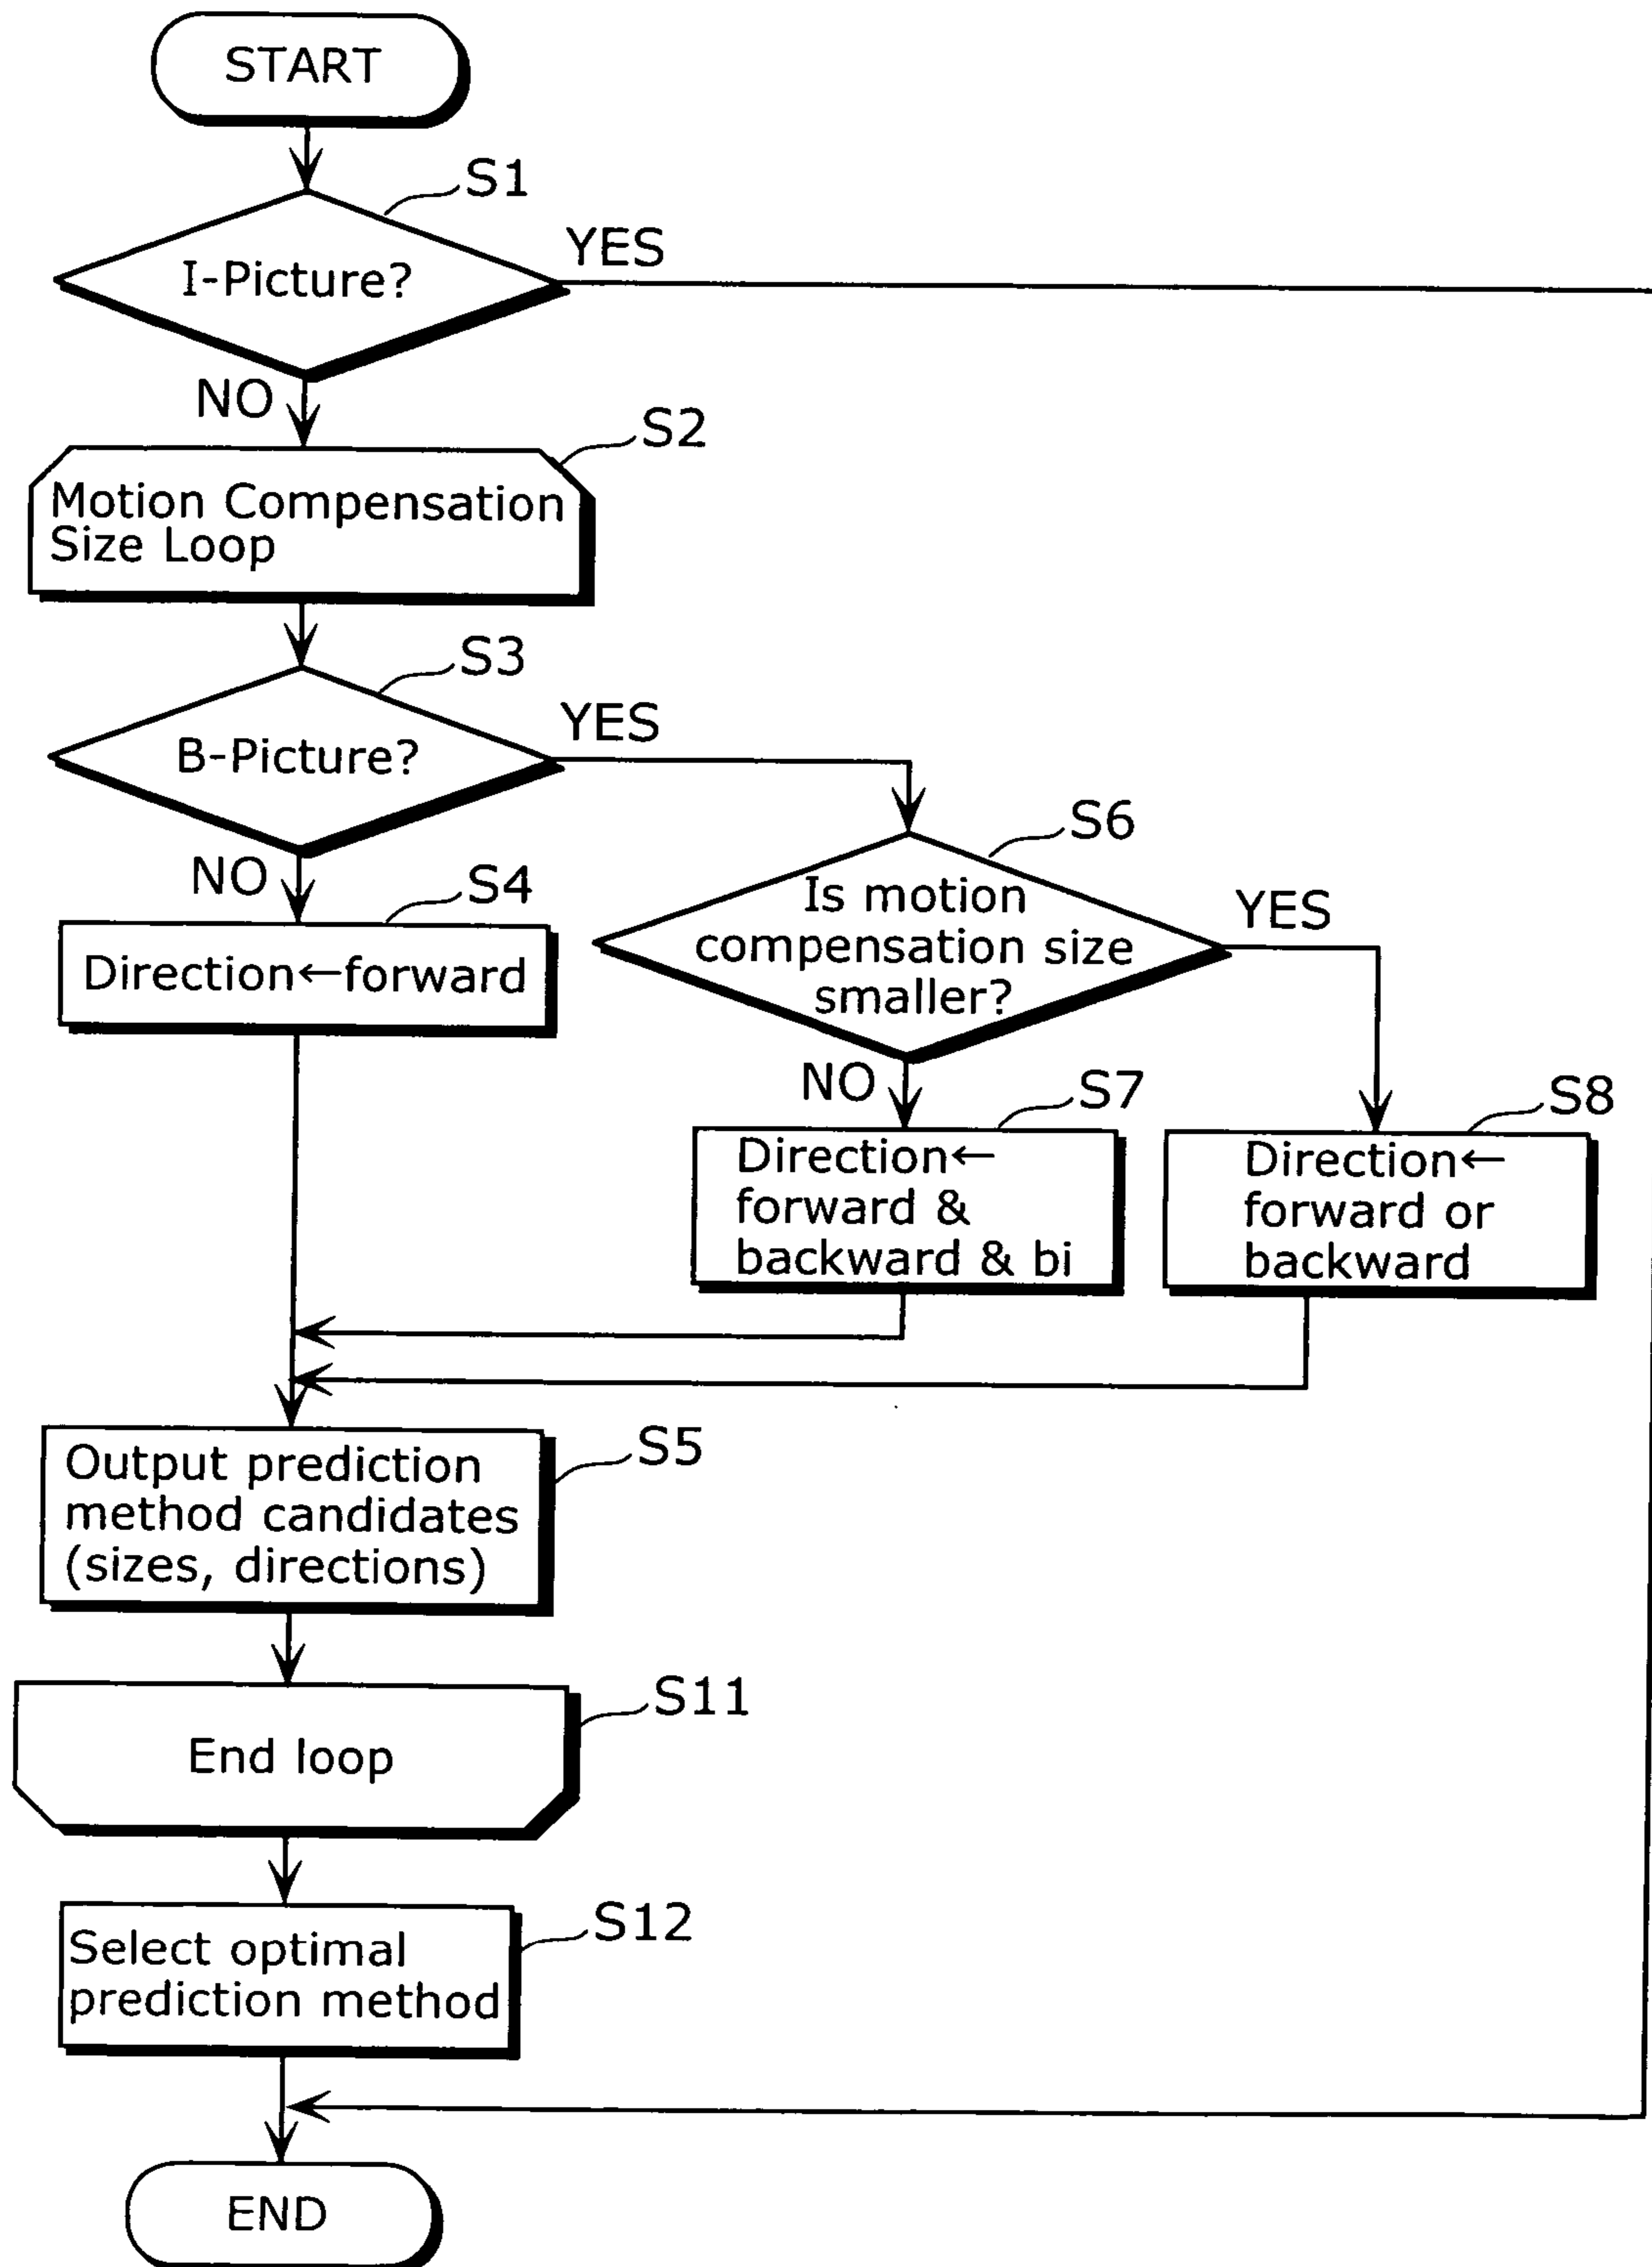 START
S1
I-Picture?
YES
NO
S2
Motion Compensation
Size Loop
S3
B-Picture?
YES
NO
S4
Direction←forward
S6
Is motion
compensation size
smaller?
YES
NO
S7
Direction←
forward &
backward & bi
S8
Direction←
forward or
backward
S5
Output prediction
method candidates
(sizes, directions)
S11
End loop
S12
Select optimal
prediction method
END